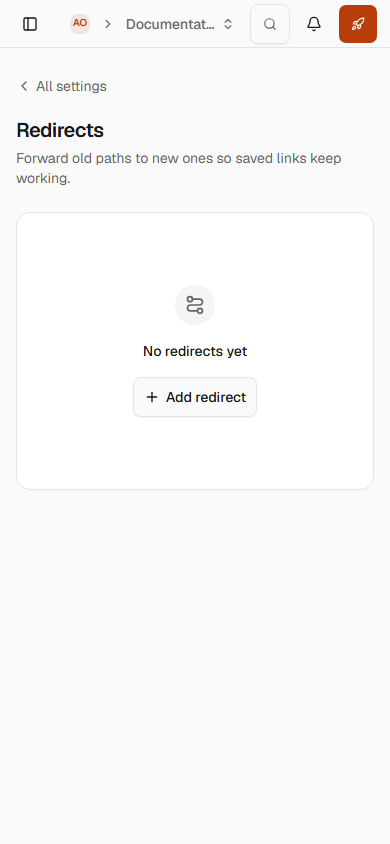 AO
Documentat...
All settings
Redirects
Forward old paths to new ones so saved links keep
working.
No redirects yet
Add redirect